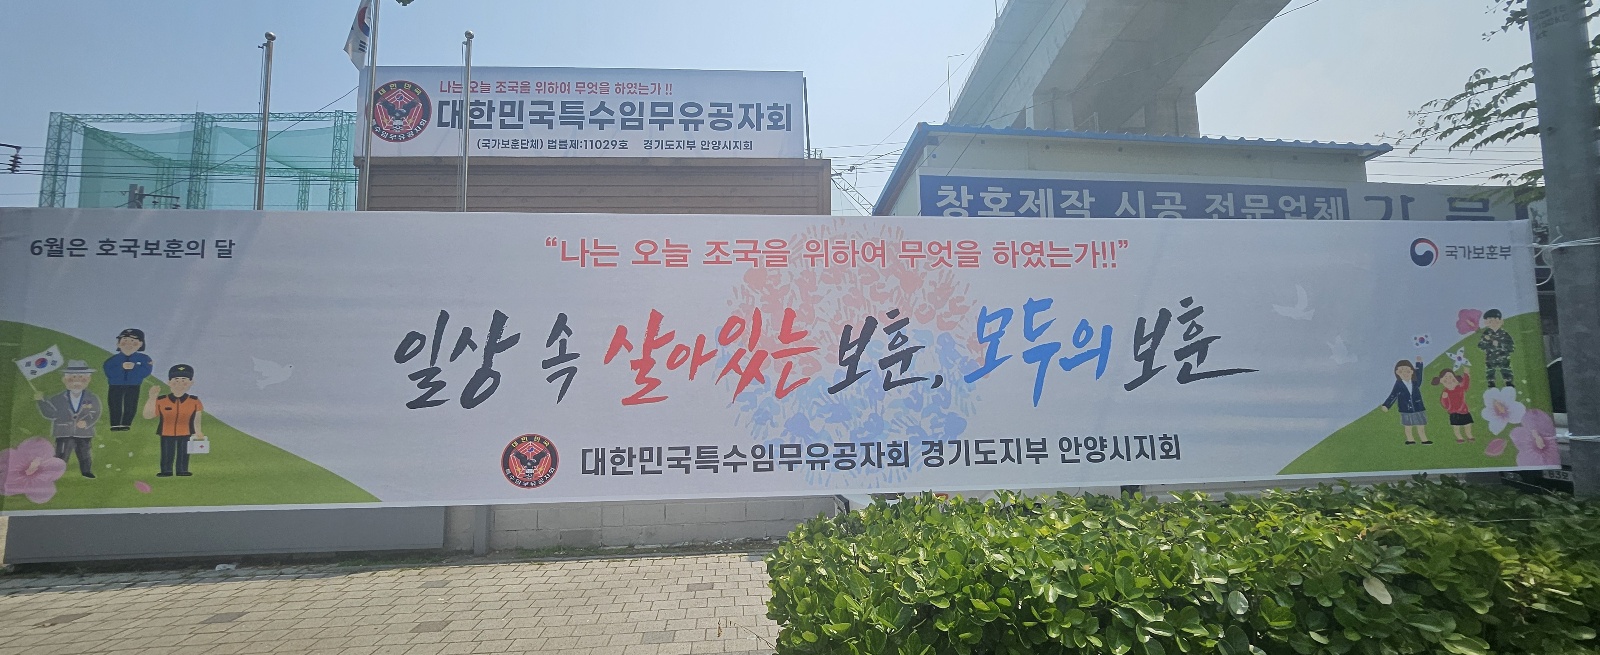 나는 오늘 조국을 위하여 무엇을 하였는가 !!
대한민국특수임무유공자회
(국가보훈단체) 법률제:11029호 경기도지부 안양시지회
창호제작 시공 전문업체
6월은 호국보훈의 달
“나는 오늘 조국을 위하여 무엇을 하였는가!!”
국가보훈부
일상 속 살아있는 보훈, 모두의 보훈
대한민국특수임무유공자회 경기도지부 안양시지회